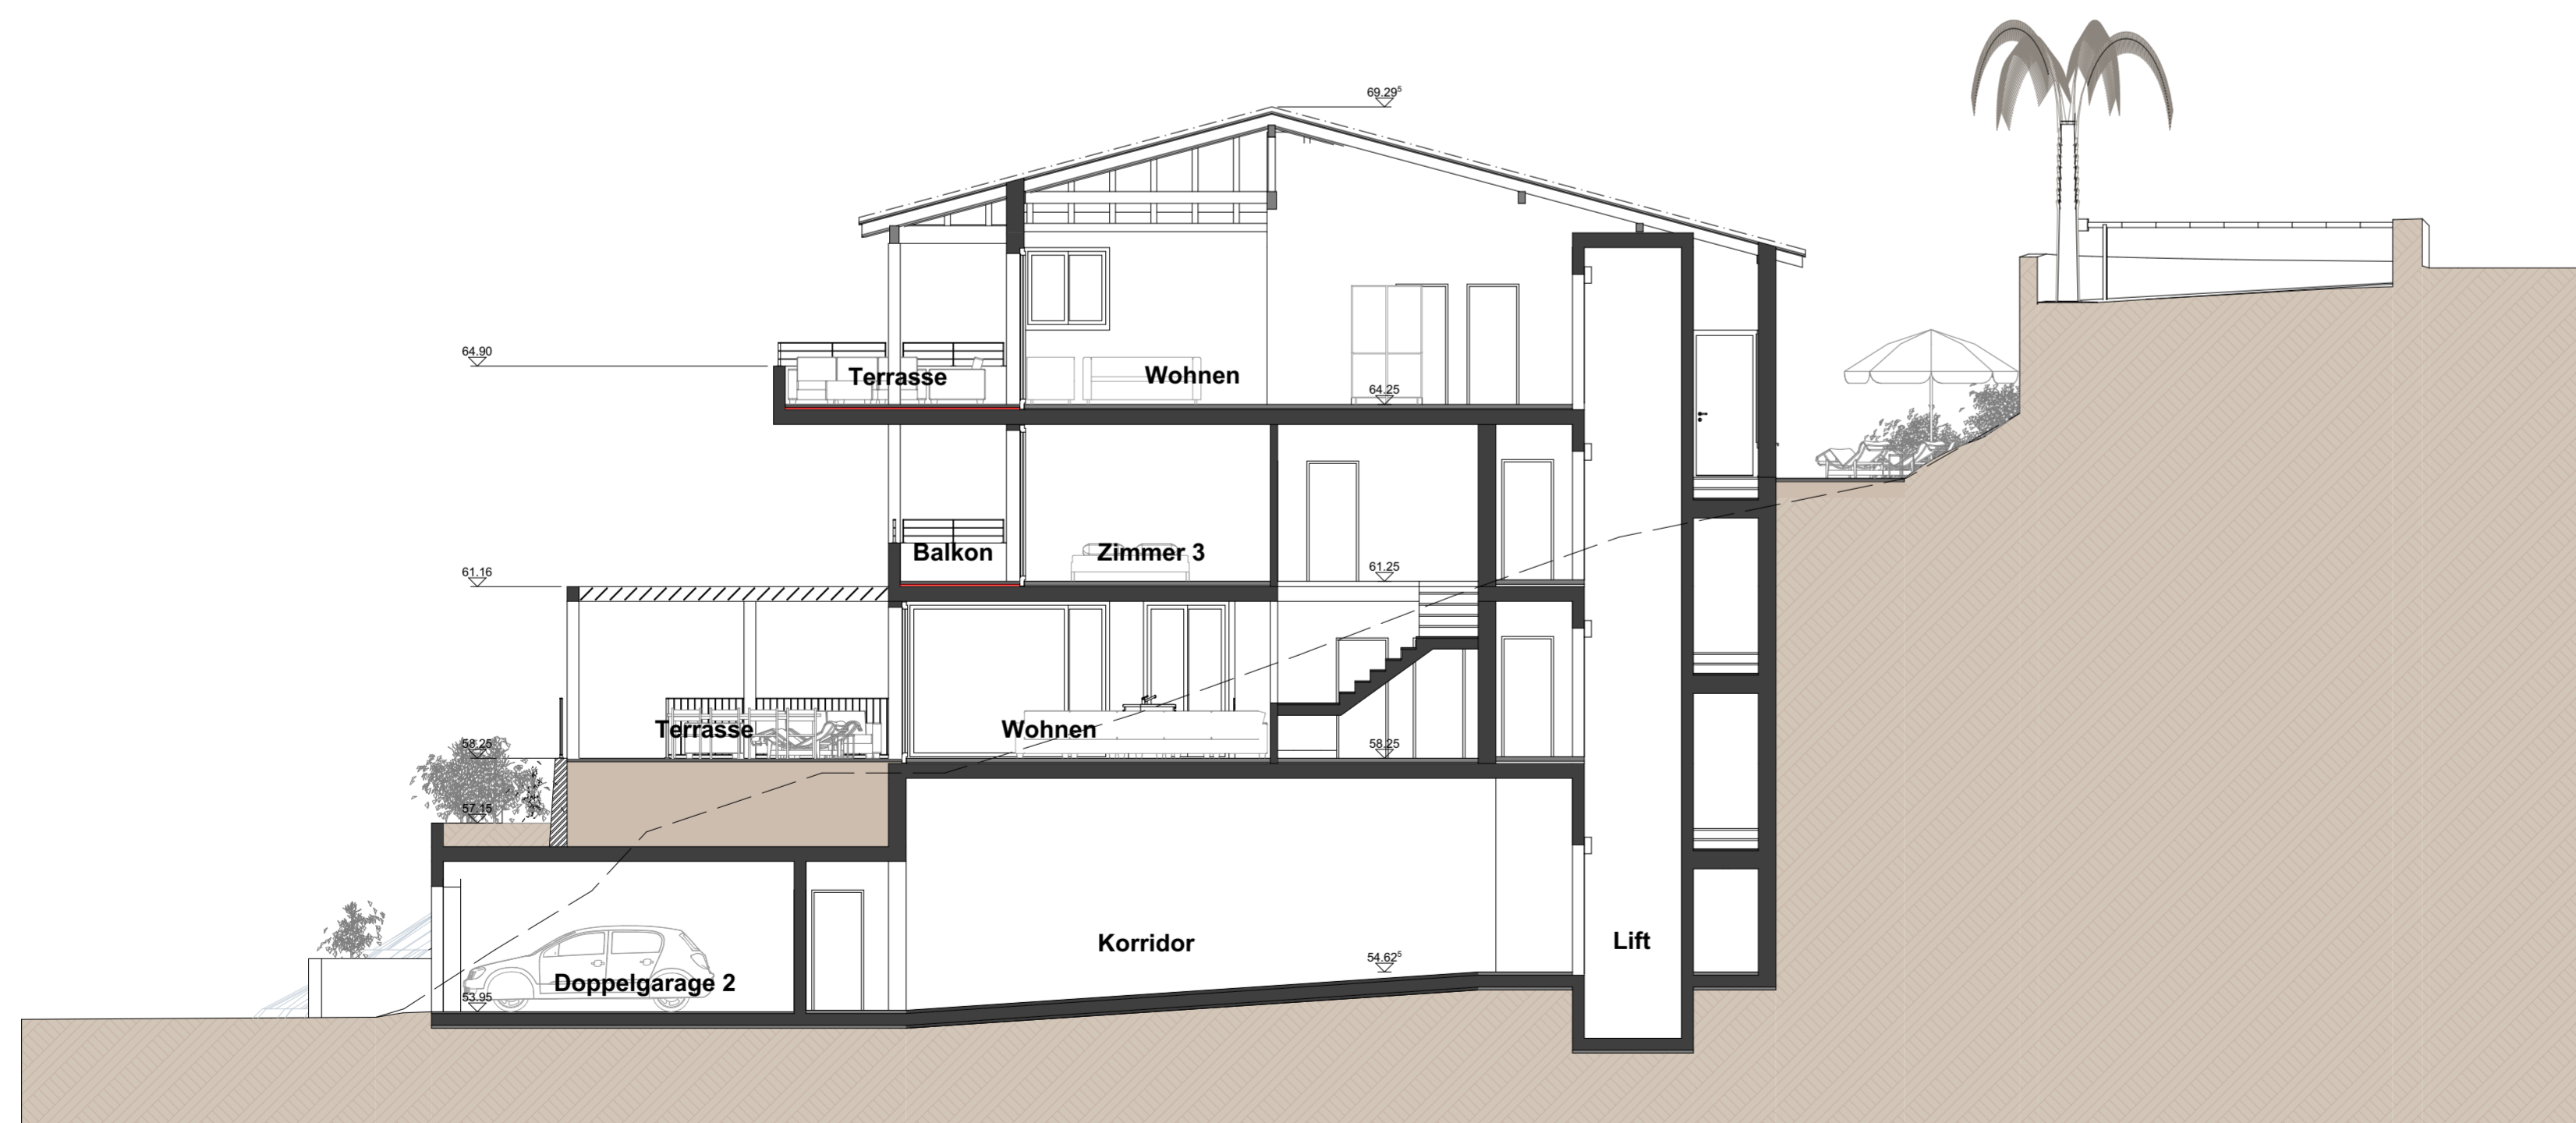 69.29⁵
64.90
Terrasse
Wohnen
64.25
Balkon
Zimmer 3
61.16
61.25
Terrasse
Wohnen
58.25
58.25
57.15
Korridor
Lift
54.62⁵
Doppelgarage 2
53.95